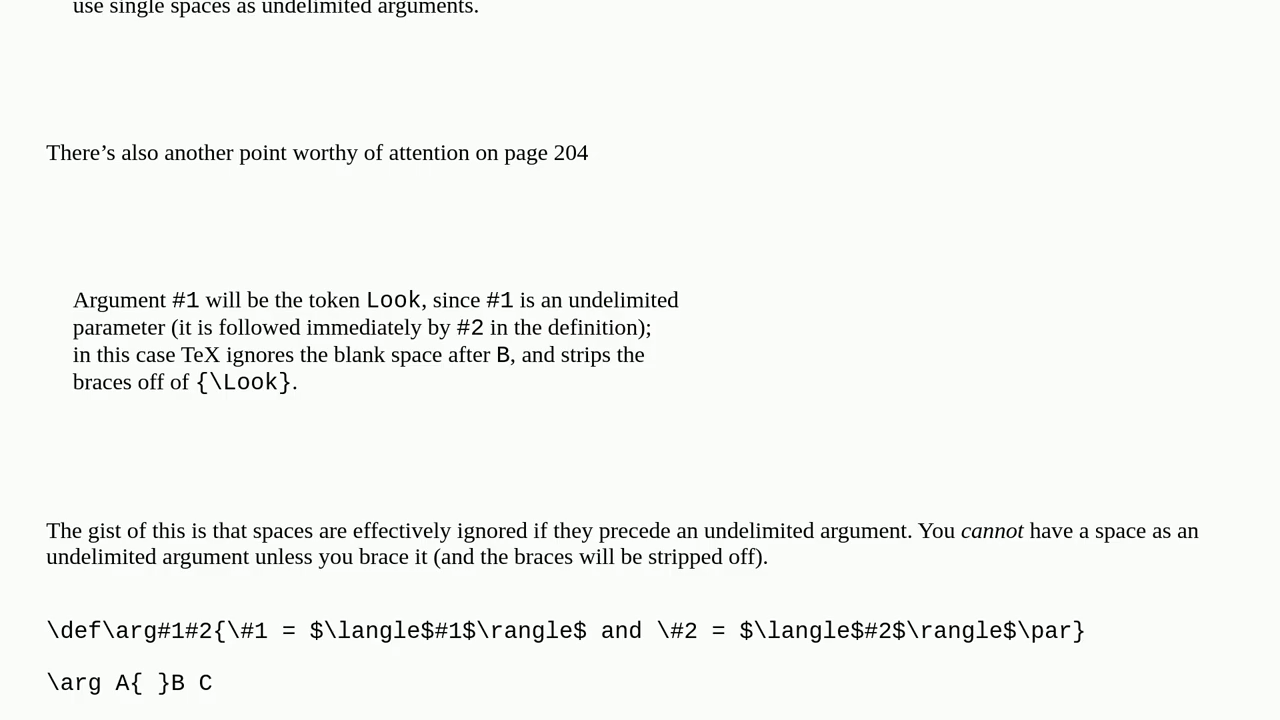 use single spaces as undelimited arguments.
There’s also another point worthy of attention on page 204
Argument #1 will be the token Look, since #1 is an undelimited
parameter (it is followed immediately by #2 in the definition);
in this case TeX ignores the blank space after B, and strips the
braces off of {\Look}.
The gist of this is that spaces are effectively ignored if they precede an undelimited argument. You cannot have a space as an
undelimited argument unless you brace it (and the braces will be stripped off).
\def\arg#1#2{\#1 = $\langle$#1$\rangle$ and \#2 = $\langle$#2$\rangle$\par}
\arg A{ }B C